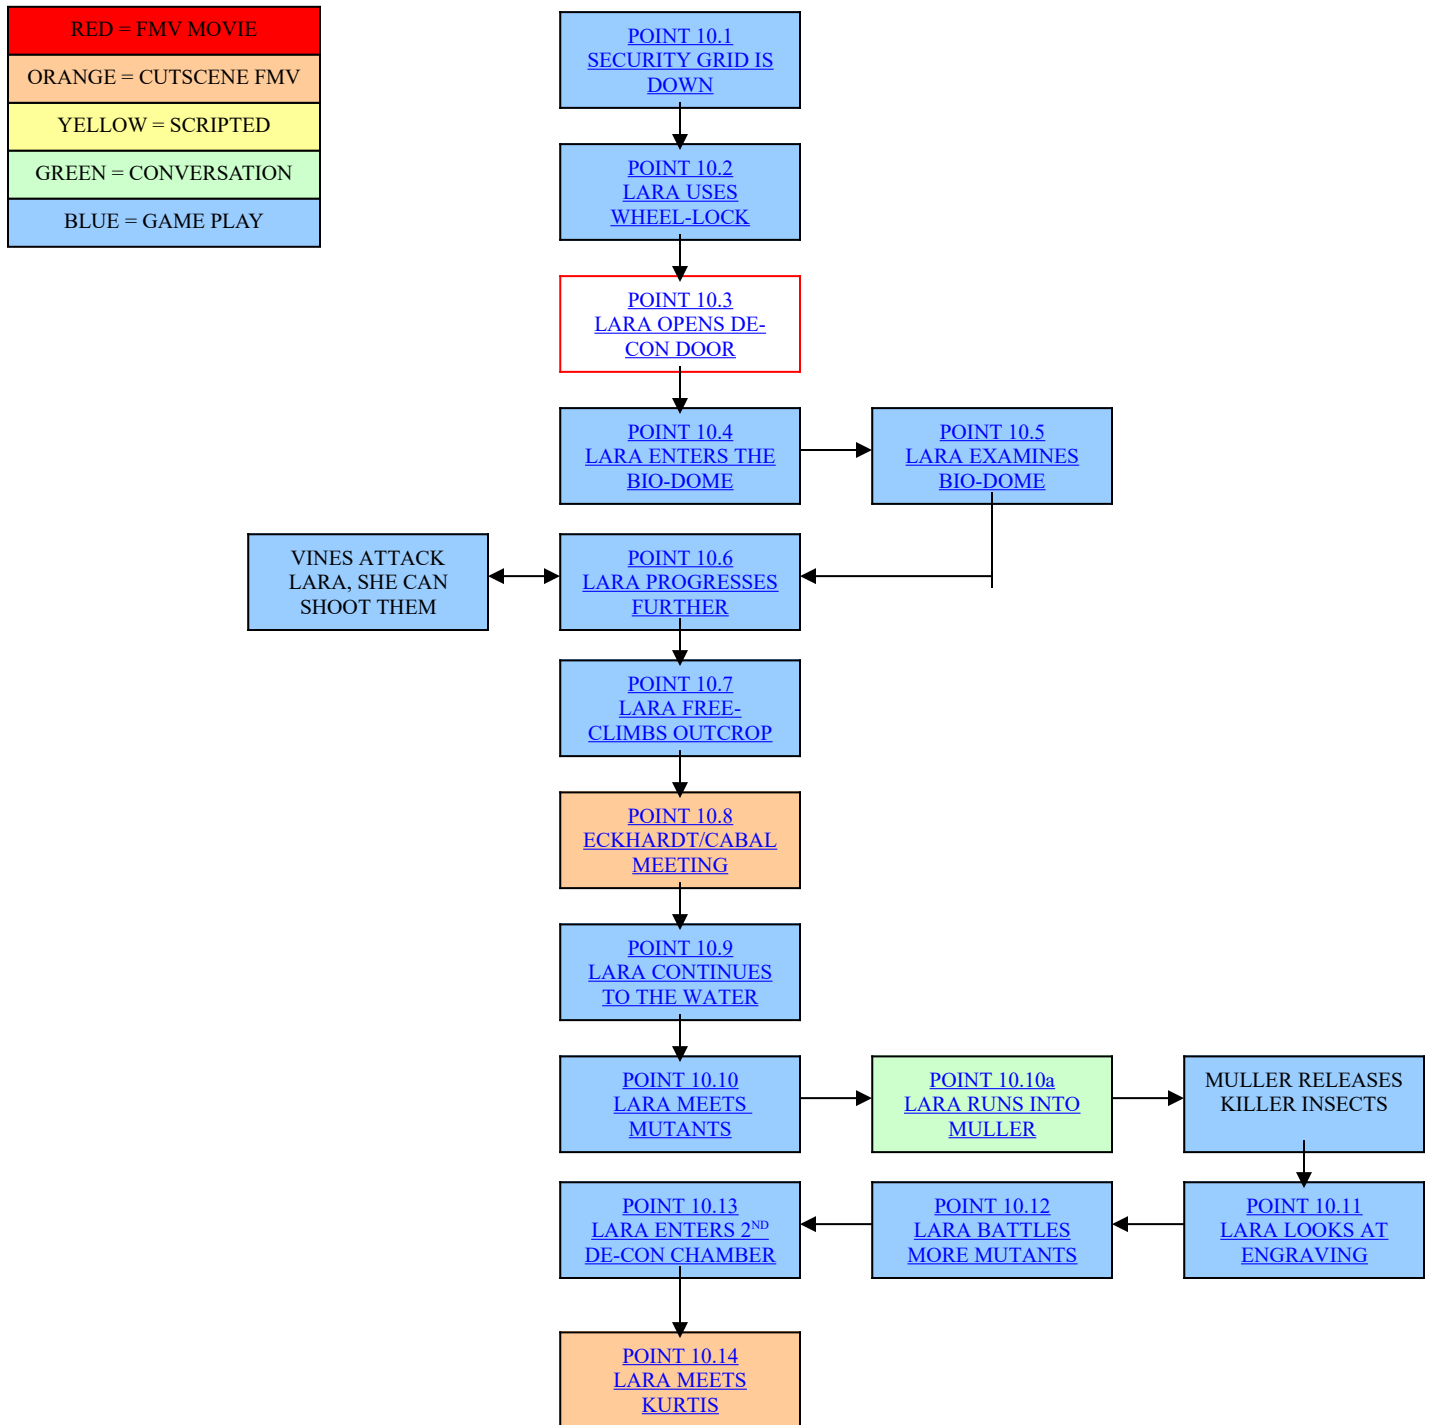 RED = FMV MOVIE
ORANGE = CUTSCENE FMV
YELLOW = SCRIPTED
GREEN = CONVERSATION
BLUE = GAME PLAY
POINT 10.1
SECURITY GRID IS
DOWN
POINT 10.2
LARA USES
WHEEL-LOCK
POINT 10.3
LARA OPENS DE-
CON DOOR
POINT 10.4
LARA ENTERS THE
BIO-DOME
POINT 10.5
LARA EXAMINES
BIO-DOME
VINES ATTACK
LARA, SHE CAN
SHOOT THEM
POINT 10.6
LARA PROGRESSES
FURTHER
POINT 10.7
LARA FREE-
CLIMBS OUTCROP
POINT 10.8
ECKHARDT/CABAL
MEETING
POINT 10.9
LARA CONTINUES
TO THE WATER
POINT 10.10
LARA MEETS
MUTANTS
POINT 10.10a
LARA RUNS INTO
MULLER
MULLER RELEASES
KILLER INSECTS
POINT 10.13
LARA ENTERS 2ND
DE-CON CHAMBER
POINT 10.12
LARA BATTLES
MORE MUTANTS
POINT 10.11
LARA LOOKS AT
ENGRAVING
POINT 10.14
LARA MEETS
KURTIS